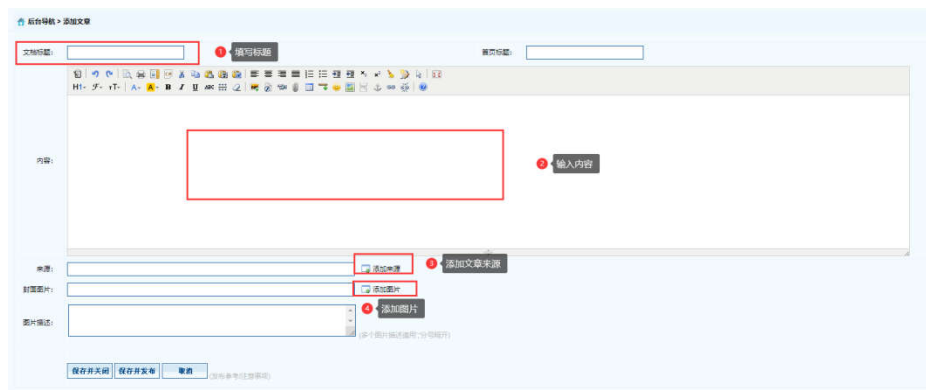 后台导航 > 添加文章
文档标题:
1 填写标题
首页标题:
H1- F- тT- A- A- B I U ABC
内容:
2 输入内容
来源:
添加来源
3 添加文章来源
封面图片:
添加图片
4 添加图片
图片描述:
(多个图片描述请用;分号隔开)
保存并关闭 保存并发布 取消